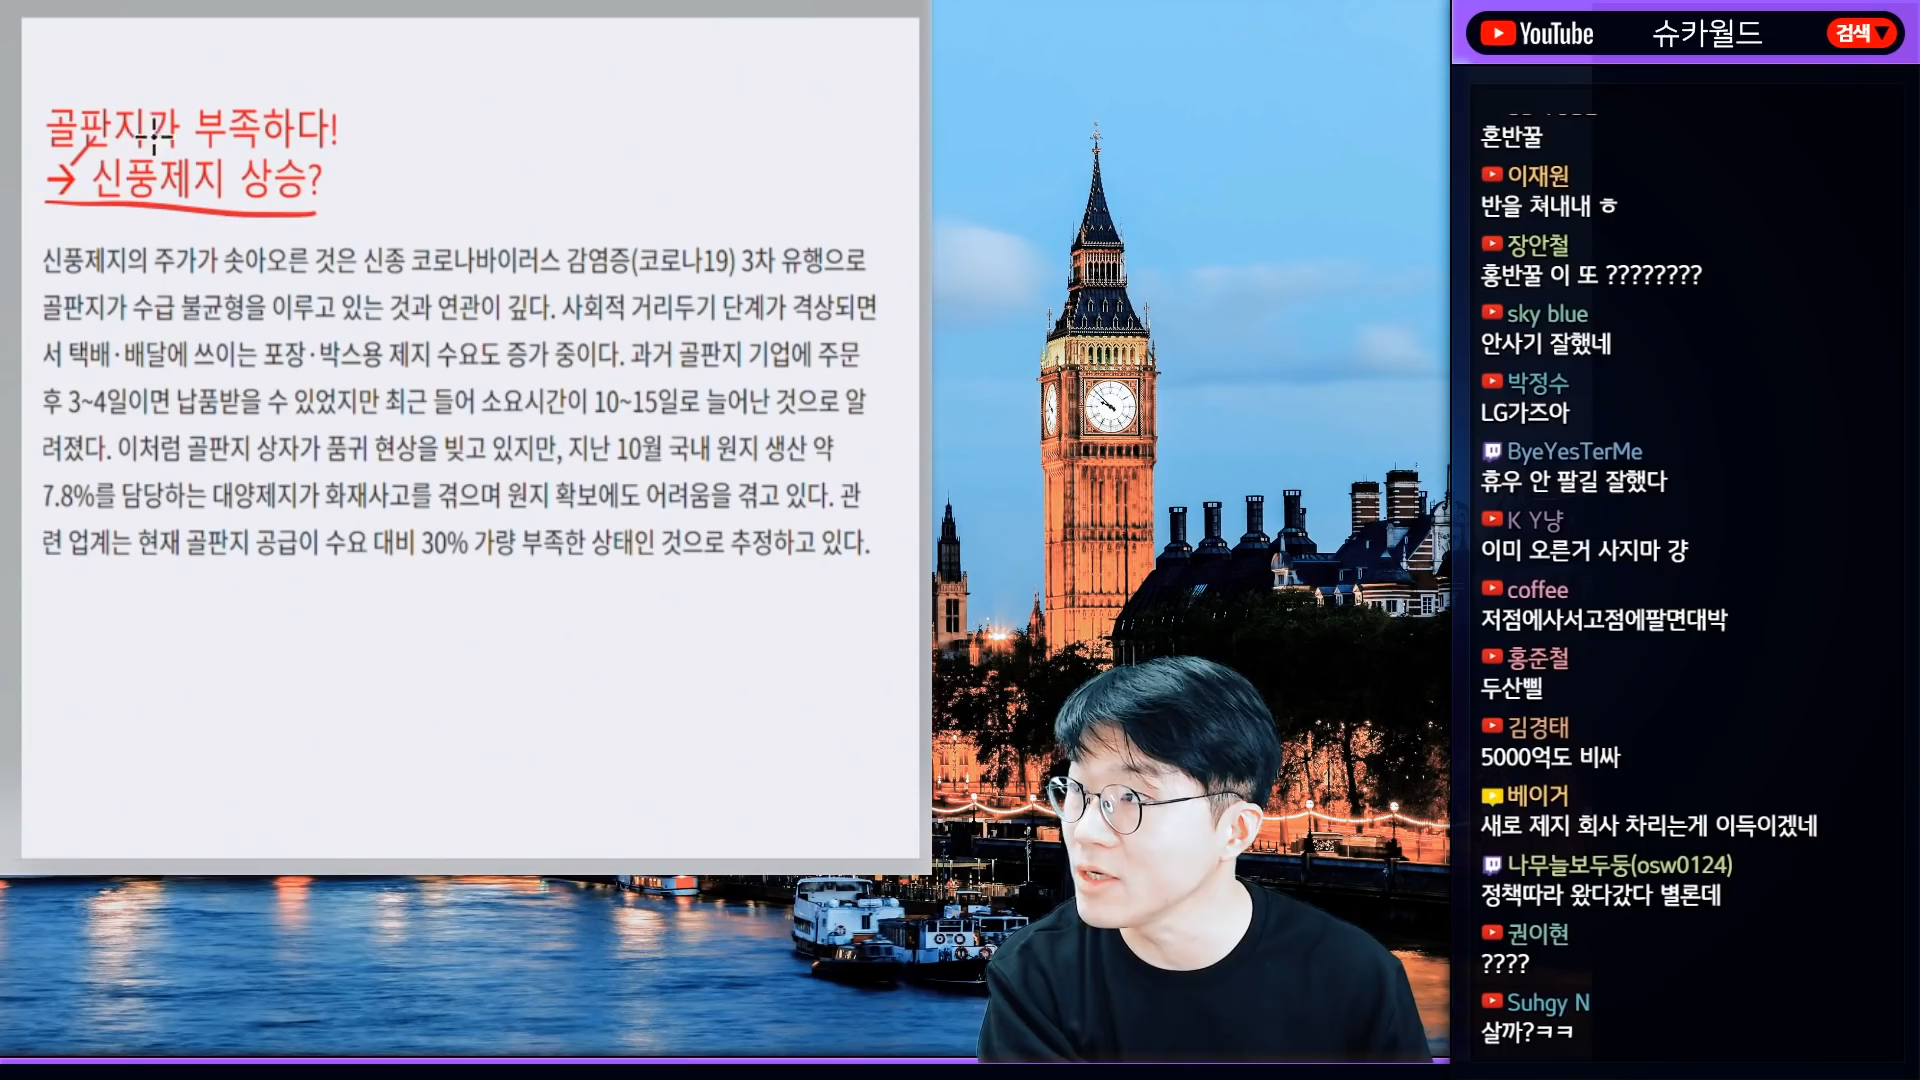 골판지가 부족하다!
→ 신풍제지 상승?
신풍제지의 주가가 솟아오른 것은 신종 코로나바이러스 감염증(코로나19) 3차 유행으로
골판지가 수급 불균형을 이루고 있는 것과 연관이 깊다. 사회적 거리두기 단계가 격상되면
서 택배·배달에 쓰이는 포장·박스용 제지 수요도 증가 중이다. 과거 골판지 기업에 주문
후 3~4일이면 납품받을 수 있었지만 최근 들어 소요시간이 10~15일로 늘어난 것으로 알
려졌다. 이처럼 골판지 상자가 품귀 현상을 빚고 있지만, 지난 10월 국내 원지 생산 약
7.8%를 담당하는 대양제지가 화재사고를 겪으며 원지 확보에도 어려움을 겪고 있다. 관
련 업계는 현재 골판지 공급이 수요 대비 30% 가량 부족한 상태인 것으로 추정하고 있다.
YouTube 슈카월드 검색▼
혼반꿀
이재원
반을 쳐내내 ㅎ
장안철
홍반꿀 이 또 ????????
sky blue
안사기 잘했네
박정수
LG가즈아
ByeYesTerMe
휴우 안 팔길 잘했다
K Y냥
이미 오른거 사지마 걍
coffee
저점에사서고점에팔면대박
홍준철
두산삘
김경태
5000억도 비싸
베이거
새로 제지 회사 차리는게 이득이겠네
나무늘보두둥(osw0124)
정책따라 왔다갔다 별론데
권이현
????
Suhgy N
살까?ㅋㅋ